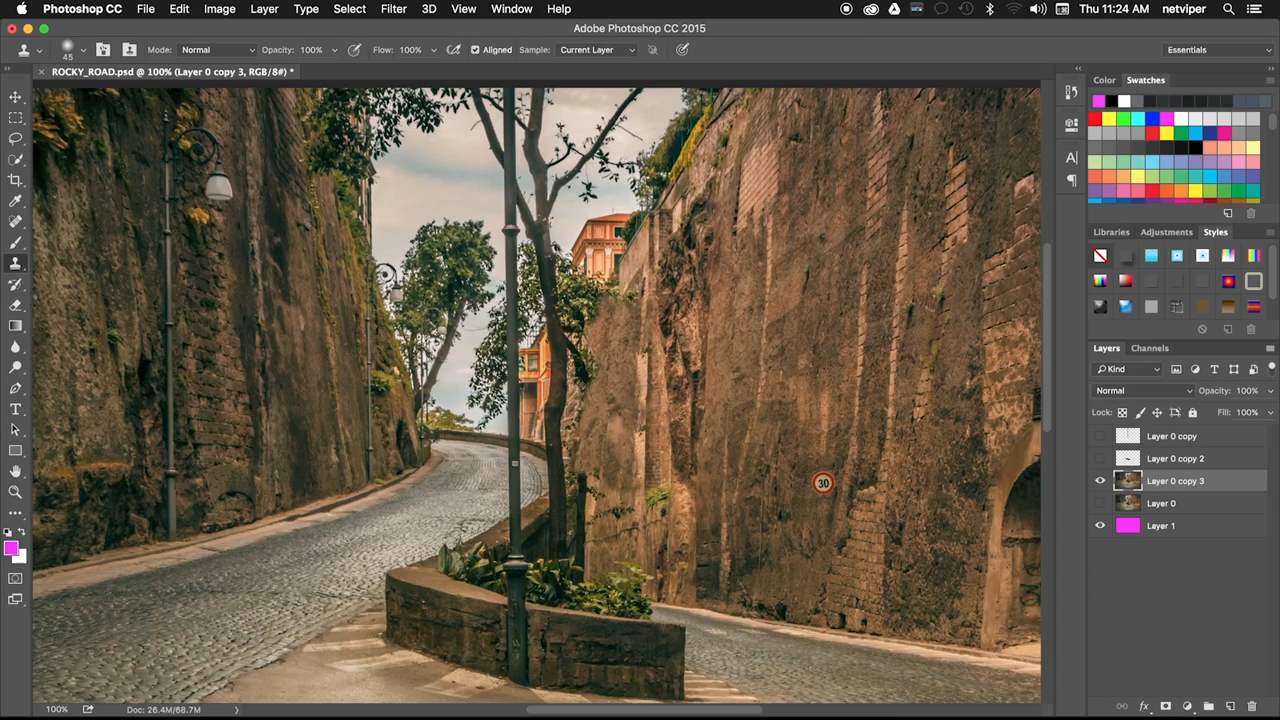 Photoshop CC File Edit Image Layer Type Select Filter 3D View Window Help Thu 11:24 AM netviper
Adobe Photoshop CC 2015
45 Mode: Normal Opacity: 100% Flow: 100% Aligned Sample: Current Layer Essentials
ROCKY_ROAD.psd @ 100% (Layer 0 copy 3, RGB/8#) *
Color Swatches
Libraries Adjustments Styles
Layers Channels
Kind
Normal Opacity: 100%
Lock: Fill: 100%
Layer 0 copy
Layer 0 copy 2
Layer 0 copy 3
Layer 0
Layer 1
30
100% Doc: 26.4M/68.7M